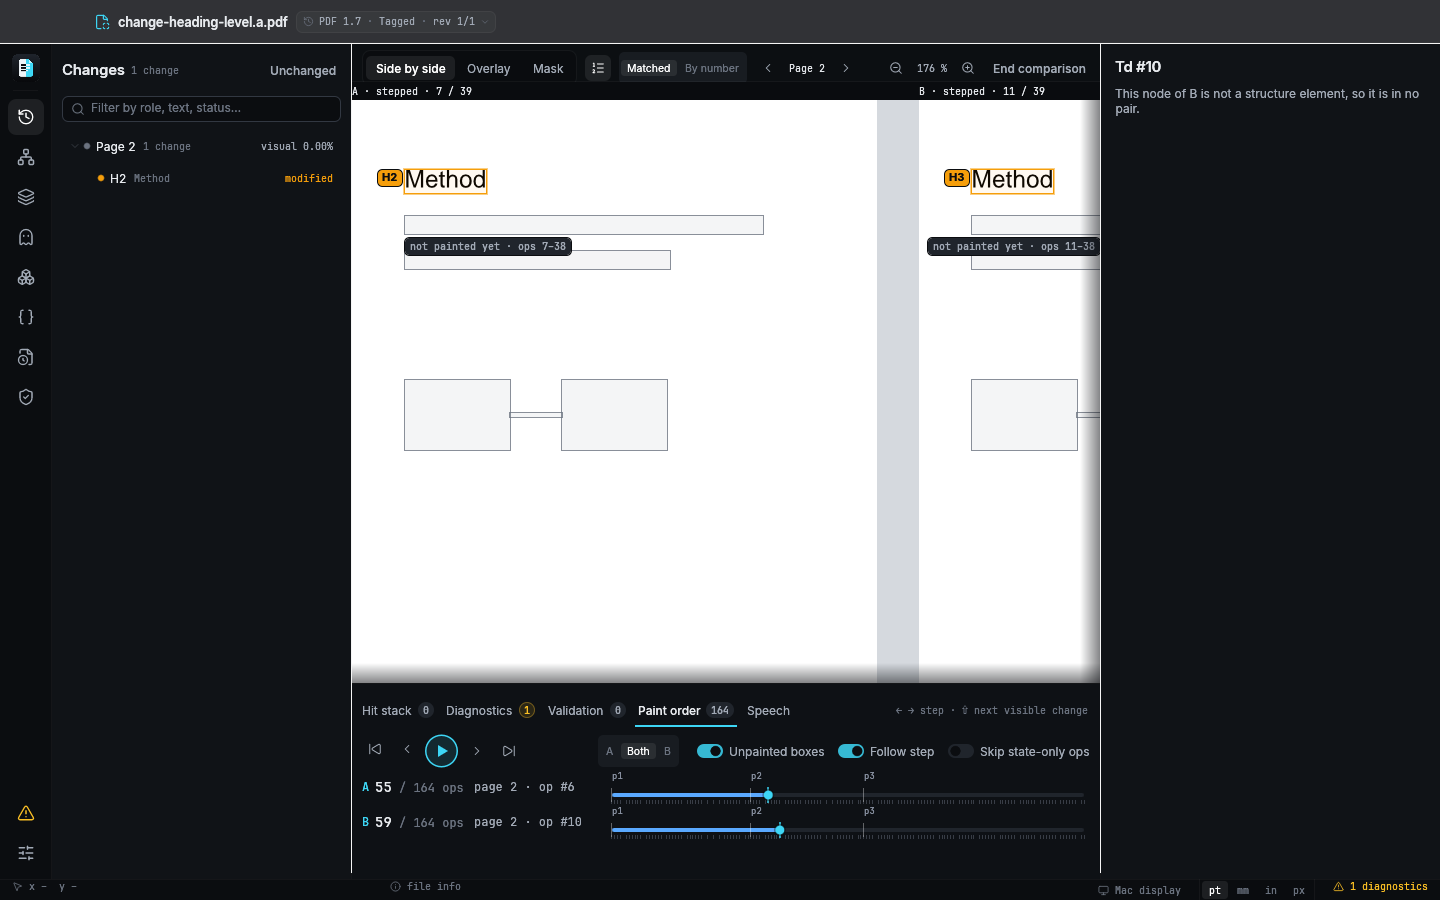 change-heading-level.a.pdf
PDF 1.7 · Tagged · rev 1/1
Changes 1 change Unchanged
Filter by role, text, status...
Page 2 1 change visual 0.00%
H2 Method modified
Side by side Overlay Mask Matched By number Page 2 176 % End comparison
A · stepped · 7 / 39
B · stepped · 11 / 39
H2 Method
not painted yet · ops 7–38
H3 Method
not painted yet · ops 11–38
Td #10
This node of B is not a structure element, so it is in no
pair.
Hit stack 0 Diagnostics 1 Validation 0 Paint order 164 Speech
← → step · ⇧ next visible change
A Both B Unpainted boxes Follow step Skip state-only ops
A 55 / 164 ops page 2 · op #6
p1 p2 p3
B 59 / 164 ops page 2 · op #10
p1 p2 p3
x – y –
file info
Mac display pt mm in px
1 diagnostics